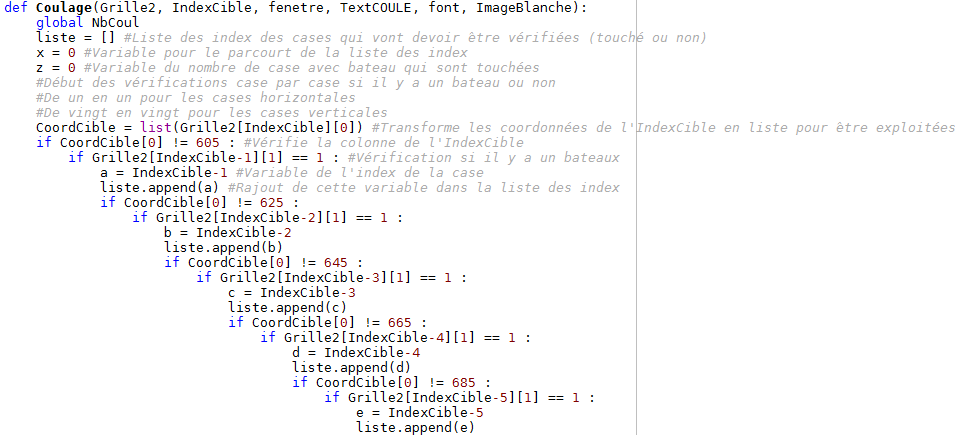 def Coulage(Grille2, IndexCible, fenetre, TextCOULE, font, ImageBlanche):
    global NbCoul
    liste = [] #Liste des index des cases qui vont devoir être vérifiées (touché ou non)
    x = 0 #Variable pour le parcourt de la liste des index
    z = 0 #Variable du nombre de case avec bateau qui sont touchées
    #Début des vérifications case par case si il y a un bateau ou non
    #De un en un pour les cases horizontales
    #De vingt en vingt pour les cases verticales
    CoordCible = list(Grille2[IndexCible][0]) #Transforme les coordonnées de l'IndexCible en liste pour être exploitées
    if CoordCible[0] != 605 : #Vérifie la colonne de l'IndexCible
        if Grille2[IndexCible-1][1] == 1 : #Vérification si il y a un bateaux
            a = IndexCible-1 #Variable de l'index de la case
            liste.append(a) #Rajout de cette variable dans la liste des index
            if CoordCible[0] != 625 :
                if Grille2[IndexCible-2][1] == 1 :
                    b = IndexCible-2
                    liste.append(b)
                    if CoordCible[0] != 645 :
                        if Grille2[IndexCible-3][1] == 1 :
                            c = IndexCible-3
                            liste.append(c)
                            if CoordCible[0] != 665 :
                                if Grille2[IndexCible-4][1] == 1 :
                                    d = IndexCible-4
                                    liste.append(d)
                                    if CoordCible[0] != 685 :
                                        if Grille2[IndexCible-5][1] == 1 :
                                            e = IndexCible-5
                                            liste.append(e)